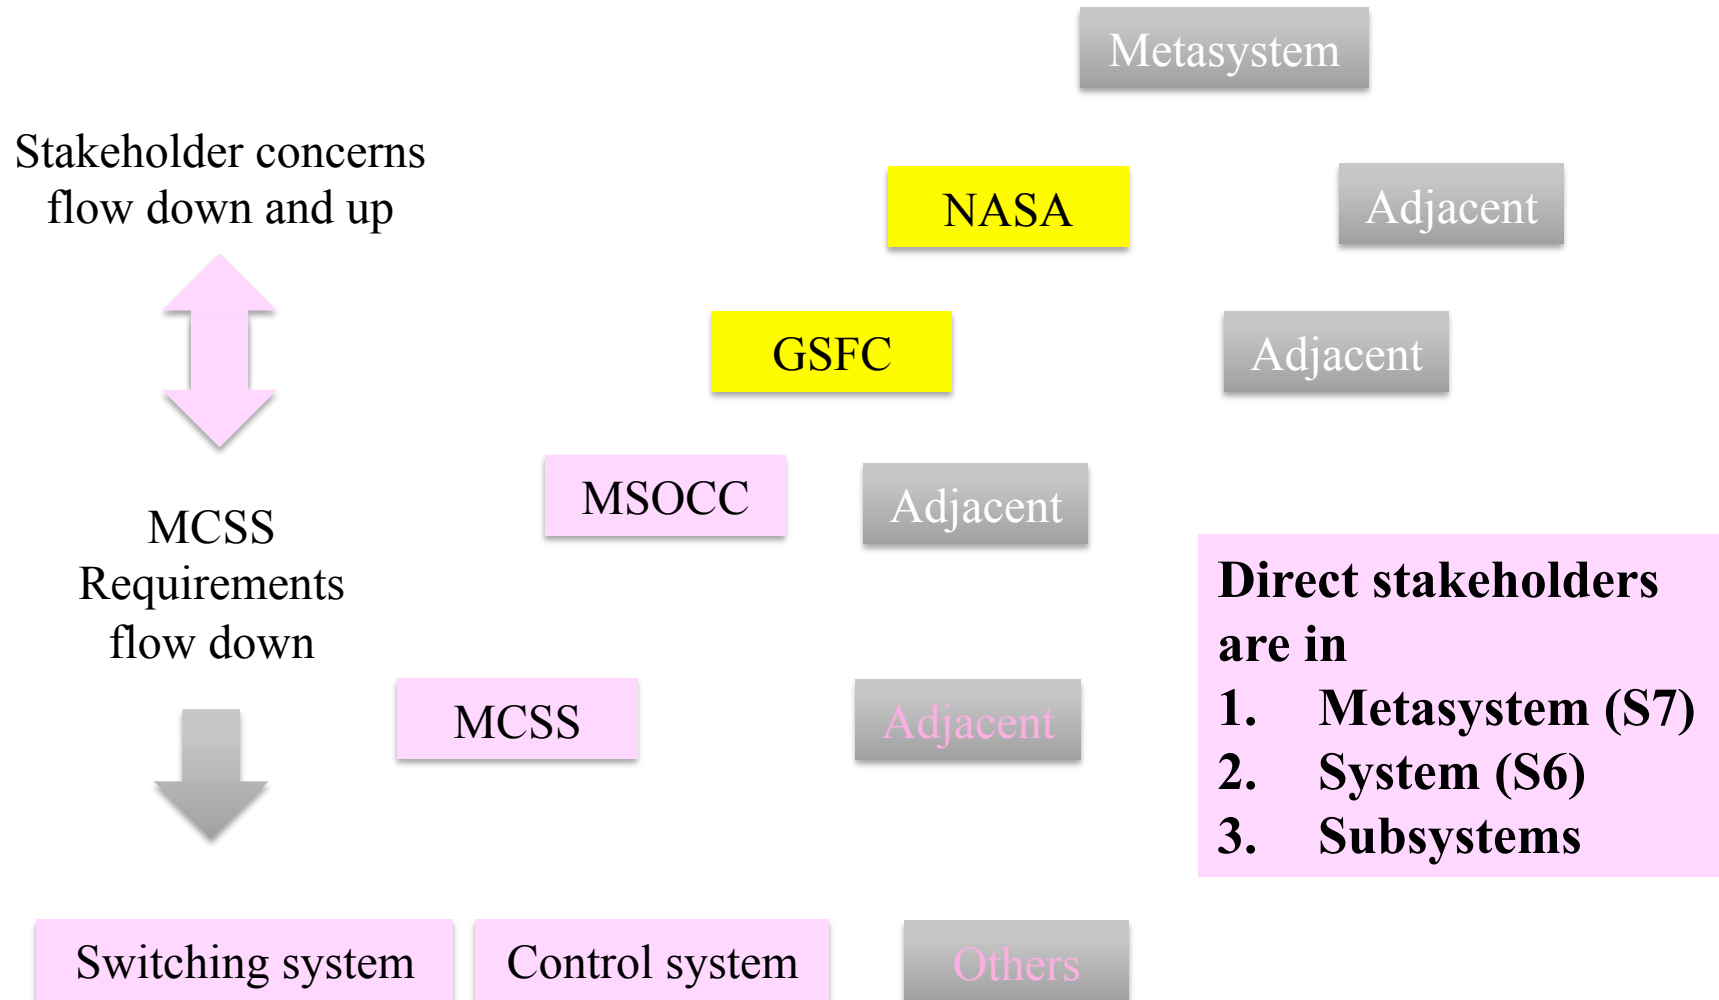 Metasystem
Stakeholder concerns
flow down and up
NASA
Adjacent
GSFC
Adjacent
MSOCC
Adjacent
MCSS
Requirements
flow down
Direct stakeholders
are in
1. Metasystem (S7)
2. System (S6)
3. Subsystems
MCSS
Adjacent
Switching system
Control system
Others